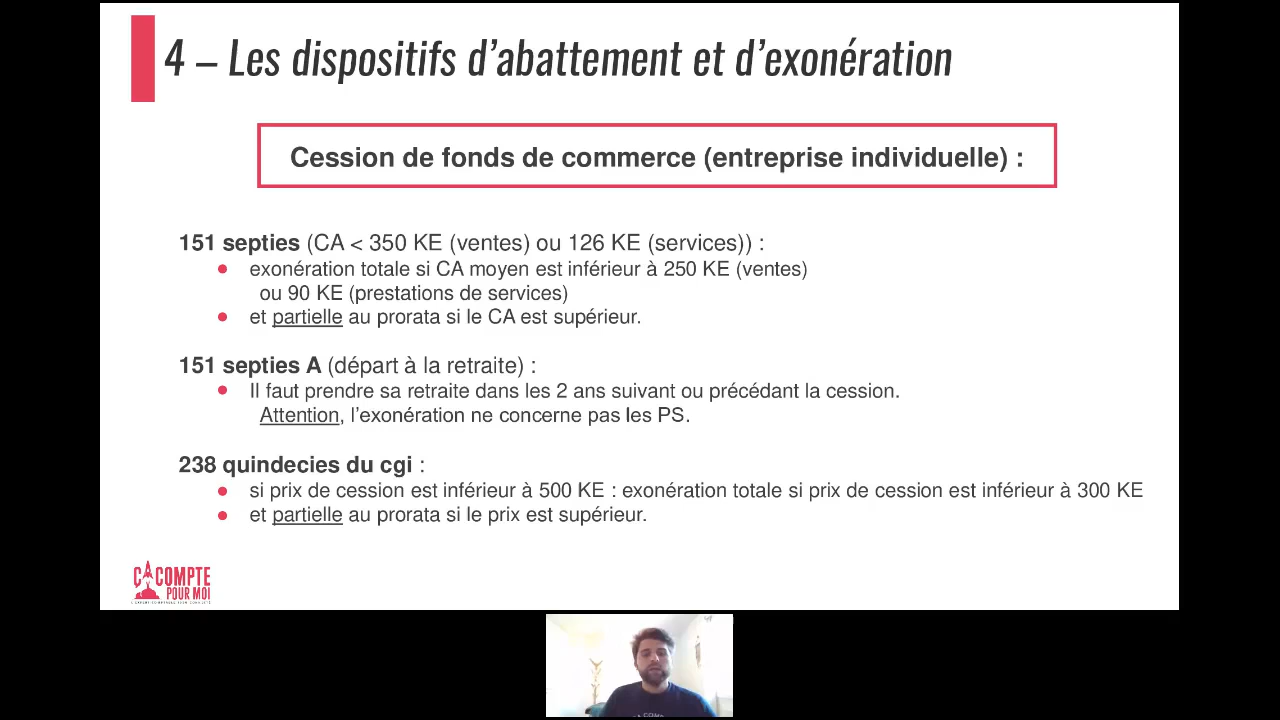 4 – Les dispositifs d’abattement et d’exonération
Cession de fonds de commerce (entreprise individuelle) :
151 septies (CA < 350 KE (ventes) ou 126 KE (services)) :
● exonération totale si CA moyen est inférieur à 250 KE (ventes)
ou 90 KE (prestations de services)
● et partielle au prorata si le CA est supérieur.
151 septies A (départ à la retraite) :
● Il faut prendre sa retraite dans les 2 ans suivant ou précédant la cession.
Attention, l’exonération ne concerne pas les PS.
238 quindecies du cgi :
● si prix de cession est inférieur à 500 KE : exonération totale si prix de cession est inférieur à 300 KE
● et partielle au prorata si le prix est supérieur.
CACOMPTE
POUR MOI